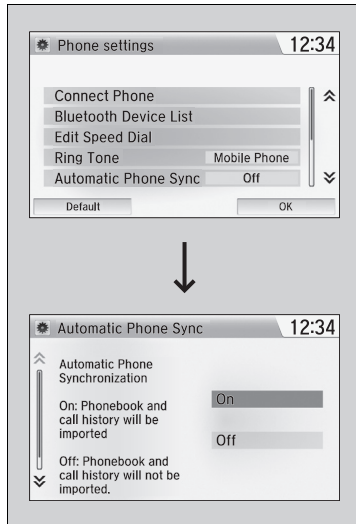 Phone settings 12:34
Connect Phone
Bluetooth Device List
Edit Speed Dial
Ring Tone Mobile Phone
Automatic Phone Sync Off
Default OK
Automatic Phone Sync 12:34
Automatic Phone
Synchronization
On: Phonebook and
call history will be
imported
Off: Phonebook and
call history will not be
imported.
On
Off